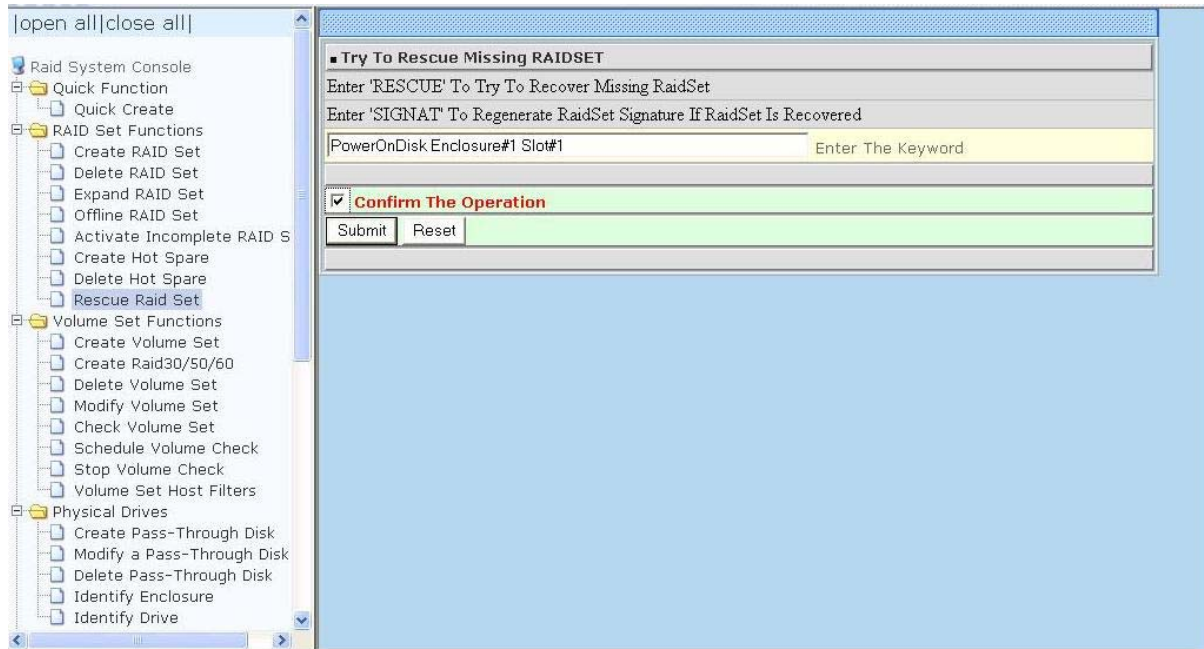 |open all|close all|
Raid System Console
Quick Function
Quick Create
RAID Set Functions
Create RAID Set
Delete RAID Set
Expand RAID Set
Offline RAID Set
Activate Incomplete RAID S
Create Hot Spare
Delete Hot Spare
Rescue Raid Set
Volume Set Functions
Create Volume Set
Create Raid30/50/60
Delete Volume Set
Modify Volume Set
Check Volume Set
Schedule Volume Check
Stop Volume Check
Volume Set Host Filters
Physical Drives
Create Pass-Through Disk
Modify a Pass-Through Disk
Delete Pass-Through Disk
Identify Enclosure
Identify Drive
Try To Rescue Missing RAIDSET
Enter 'RESCUE' To Try To Recover Missing RaidSet
Enter 'SIGNAT' To Regenerate RaidSet Signature If RaidSet Is Recovered
PowerOnDisk Enclosure#1 Slot#1 Enter The Keyword
Confirm The Operation
Submit Reset